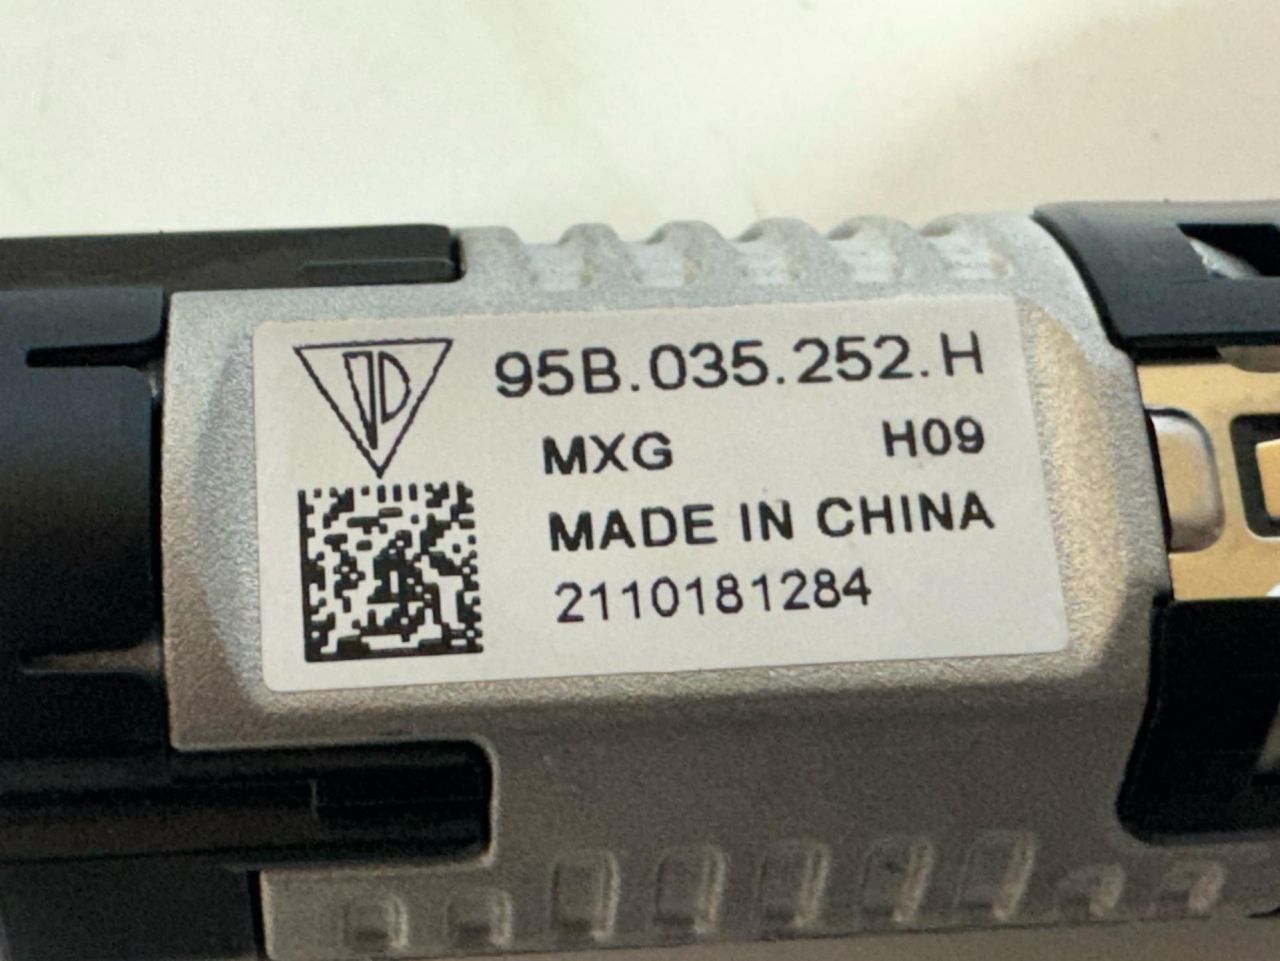 95B.035.252.H
MXG H09
MADE IN CHINA
2110181284